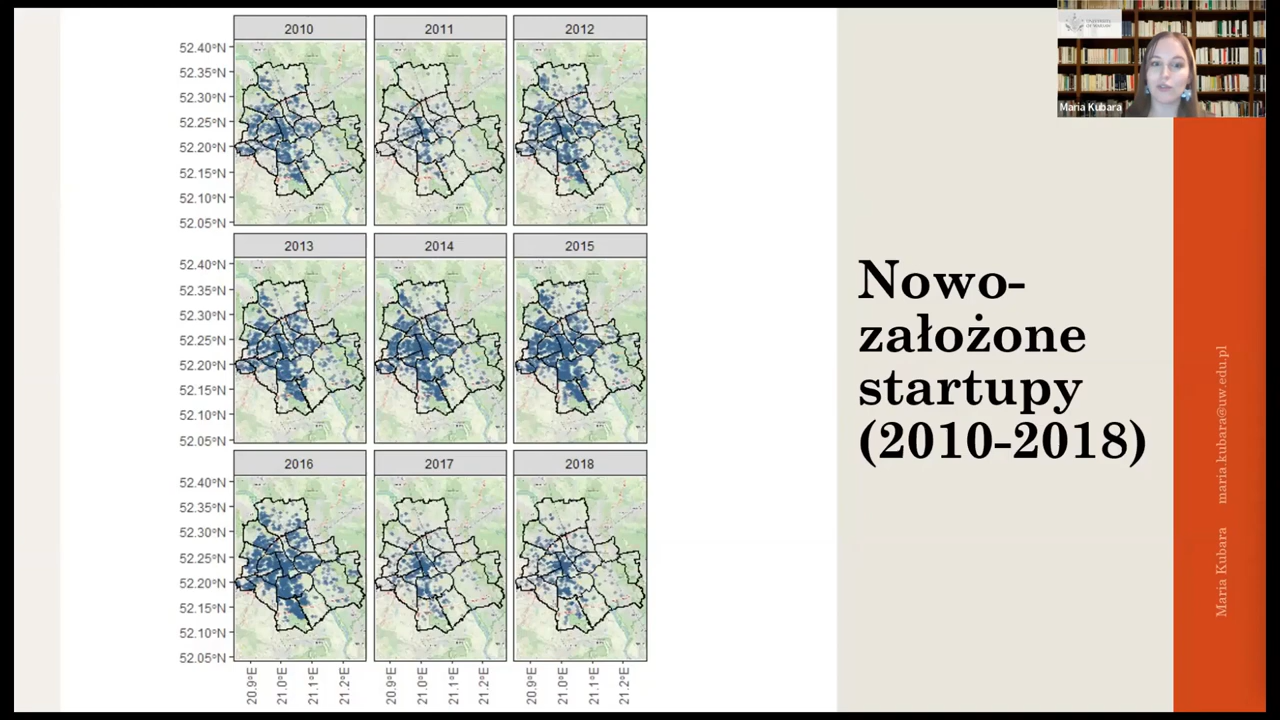 2010
2011
2012
52.40°N
52.35°N
52.30°N
52.25°N
52.20°N
52.15°N
52.10°N
52.05°N
2013
2014
2015
52.40°N
52.35°N
52.30°N
52.25°N
52.20°N
52.15°N
52.10°N
52.05°N
2016
2017
2018
52.40°N
52.35°N
52.30°N
52.25°N
52.20°N
52.15°N
52.10°N
52.05°N
20.9°E
21.0°E
21.1°E
21.2°E
20.9°E
21.0°E
21.1°E
21.2°E
20.9°E
21.0°E
21.1°E
21.2°E
Nowo-
założone
startupy
(2010-2018)
Maria Kubara
Maria Kubara maria.kubara@uw.edu.pl